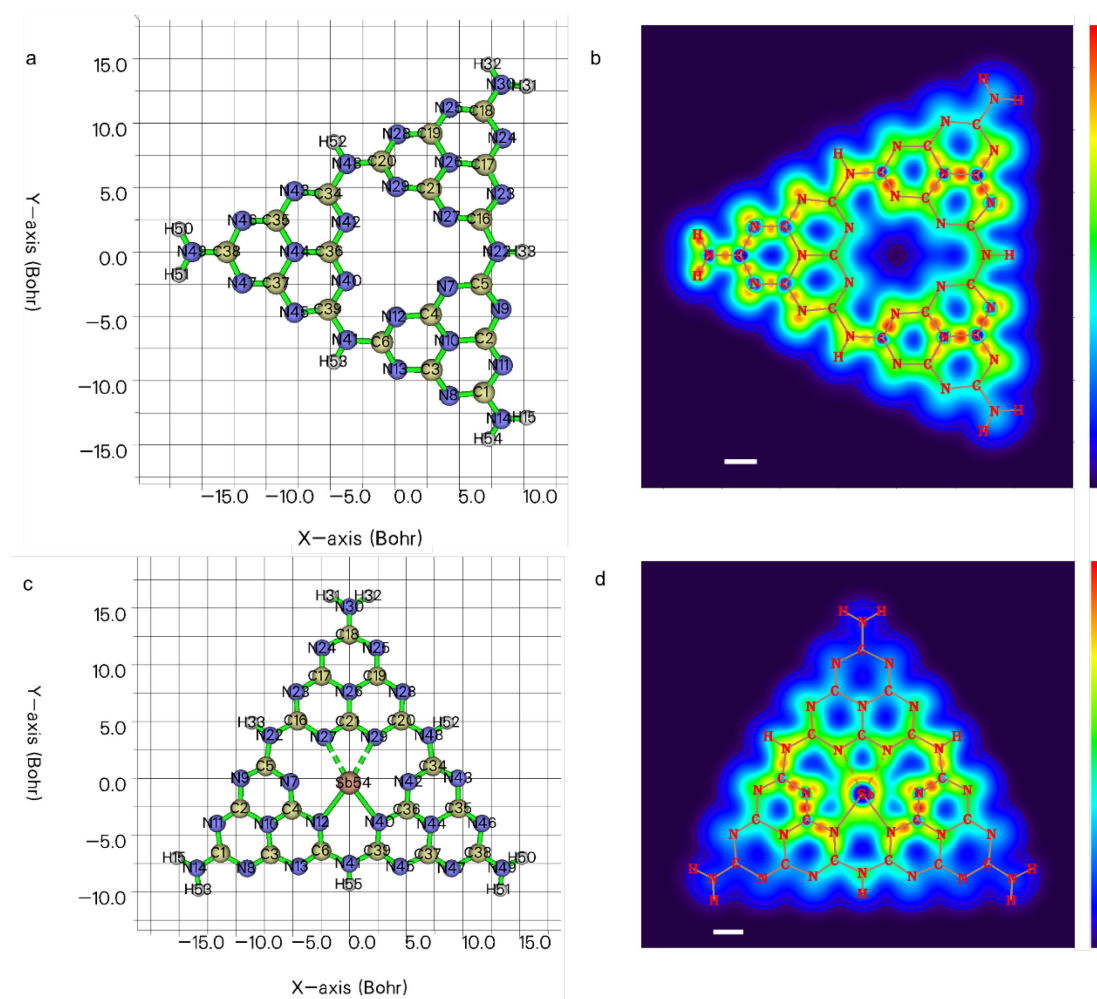 a
15.0
10.0
5.0
0.0
−5.0
−10.0
−15.0
Y−axis (Bohr)
H32
N30 H31
N25 C18
N28 C19 N24
H52
N48 C20 N26 C17
N43 C34 N29 C21 N23
N46 C35 N42 N27 C16
H50
N49 C38 N44 C36 N22 H33
H51
N47 C37 N40 N7 C5
N45 C39 N12 C4 N9
N41 C6 N10 C2
H53
N13 C3 N11
N8 C1
N14 H15
H54
−15.0 −10.0 −5.0 0.0 5.0 10.0
X−axis (Bohr)
b
H
N H
N C
N C N
H
N C N C
N C N C N
N C N N C
H
N C N C N H
H
N C N N C
N C N C N
N C N C
H
N C N
N C
N H
H
c
15.0
10.0
5.0
0.0
−5.0
−10.0
Y−axis (Bohr)
H31 H32
N30
C18
N24 N25
C17 C19
N23 N26 N28
H33 C16 C21 C20 H52
N22 N27 N29 N48
C5 C34
N9 N7 Sb54 N42 N43
C2 C4 C36 C35
N11 N10 N12 N40 N44 N46
H15 C1 C3 C6 C39 C37 C38 H50
N14 N8 N13 N41 N45 N47 N49
H53 H55 H51
−15.0 −10.0 −5.0 0.0 5.0 10.0
X−axis (Bohr)
d
H H
N
C
N N
C C
N N N
H C C C H
N N N N
C C
N N Sb N N
C C C C
N N N N N N
H C C C C C C H
N N N N N N N
H H H